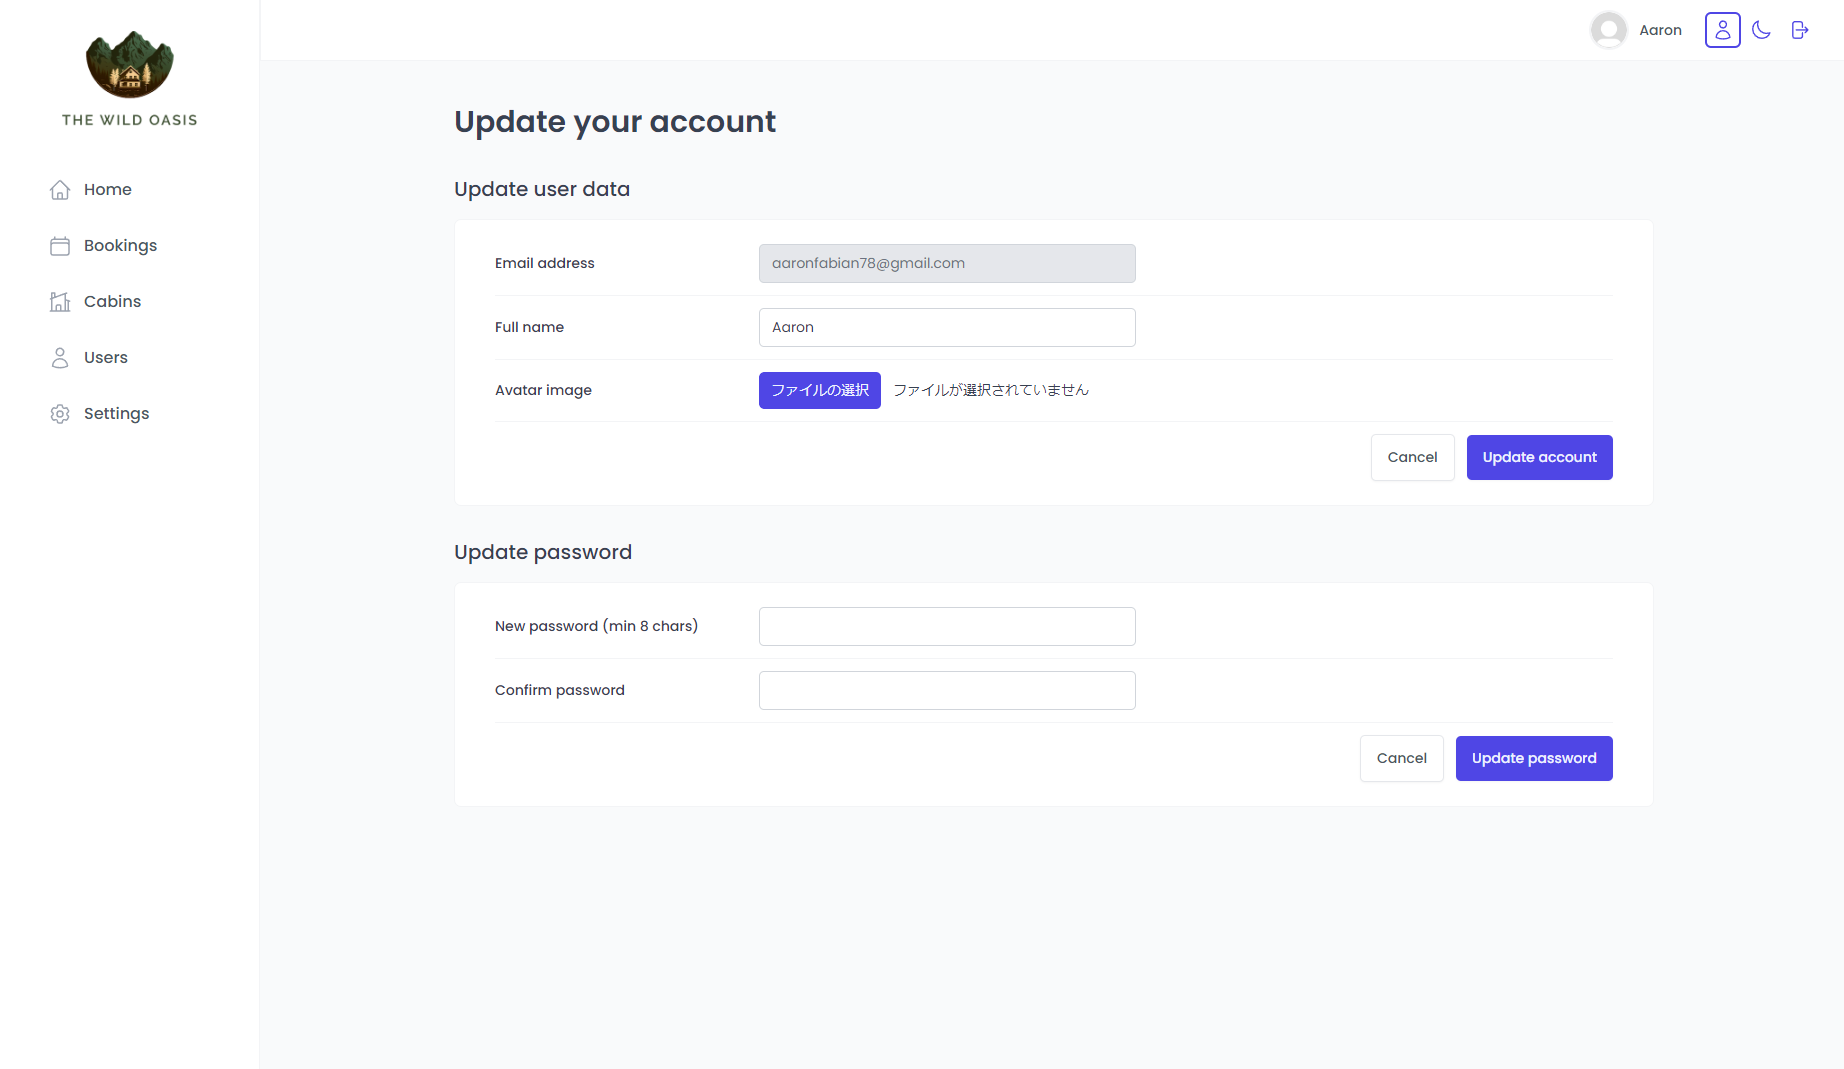 THE WILD OASIS
Home
Bookings
Cabins
Users
Settings
Aaron
Update your account
Update user data
Email address
aaronfabian78@gmail.com
Full name
Aaron
Avatar image
ファイルの選択 ファイルが選択されていません
Cancel
Update account
Update password
New password (min 8 chars)
Confirm password
Cancel
Update password